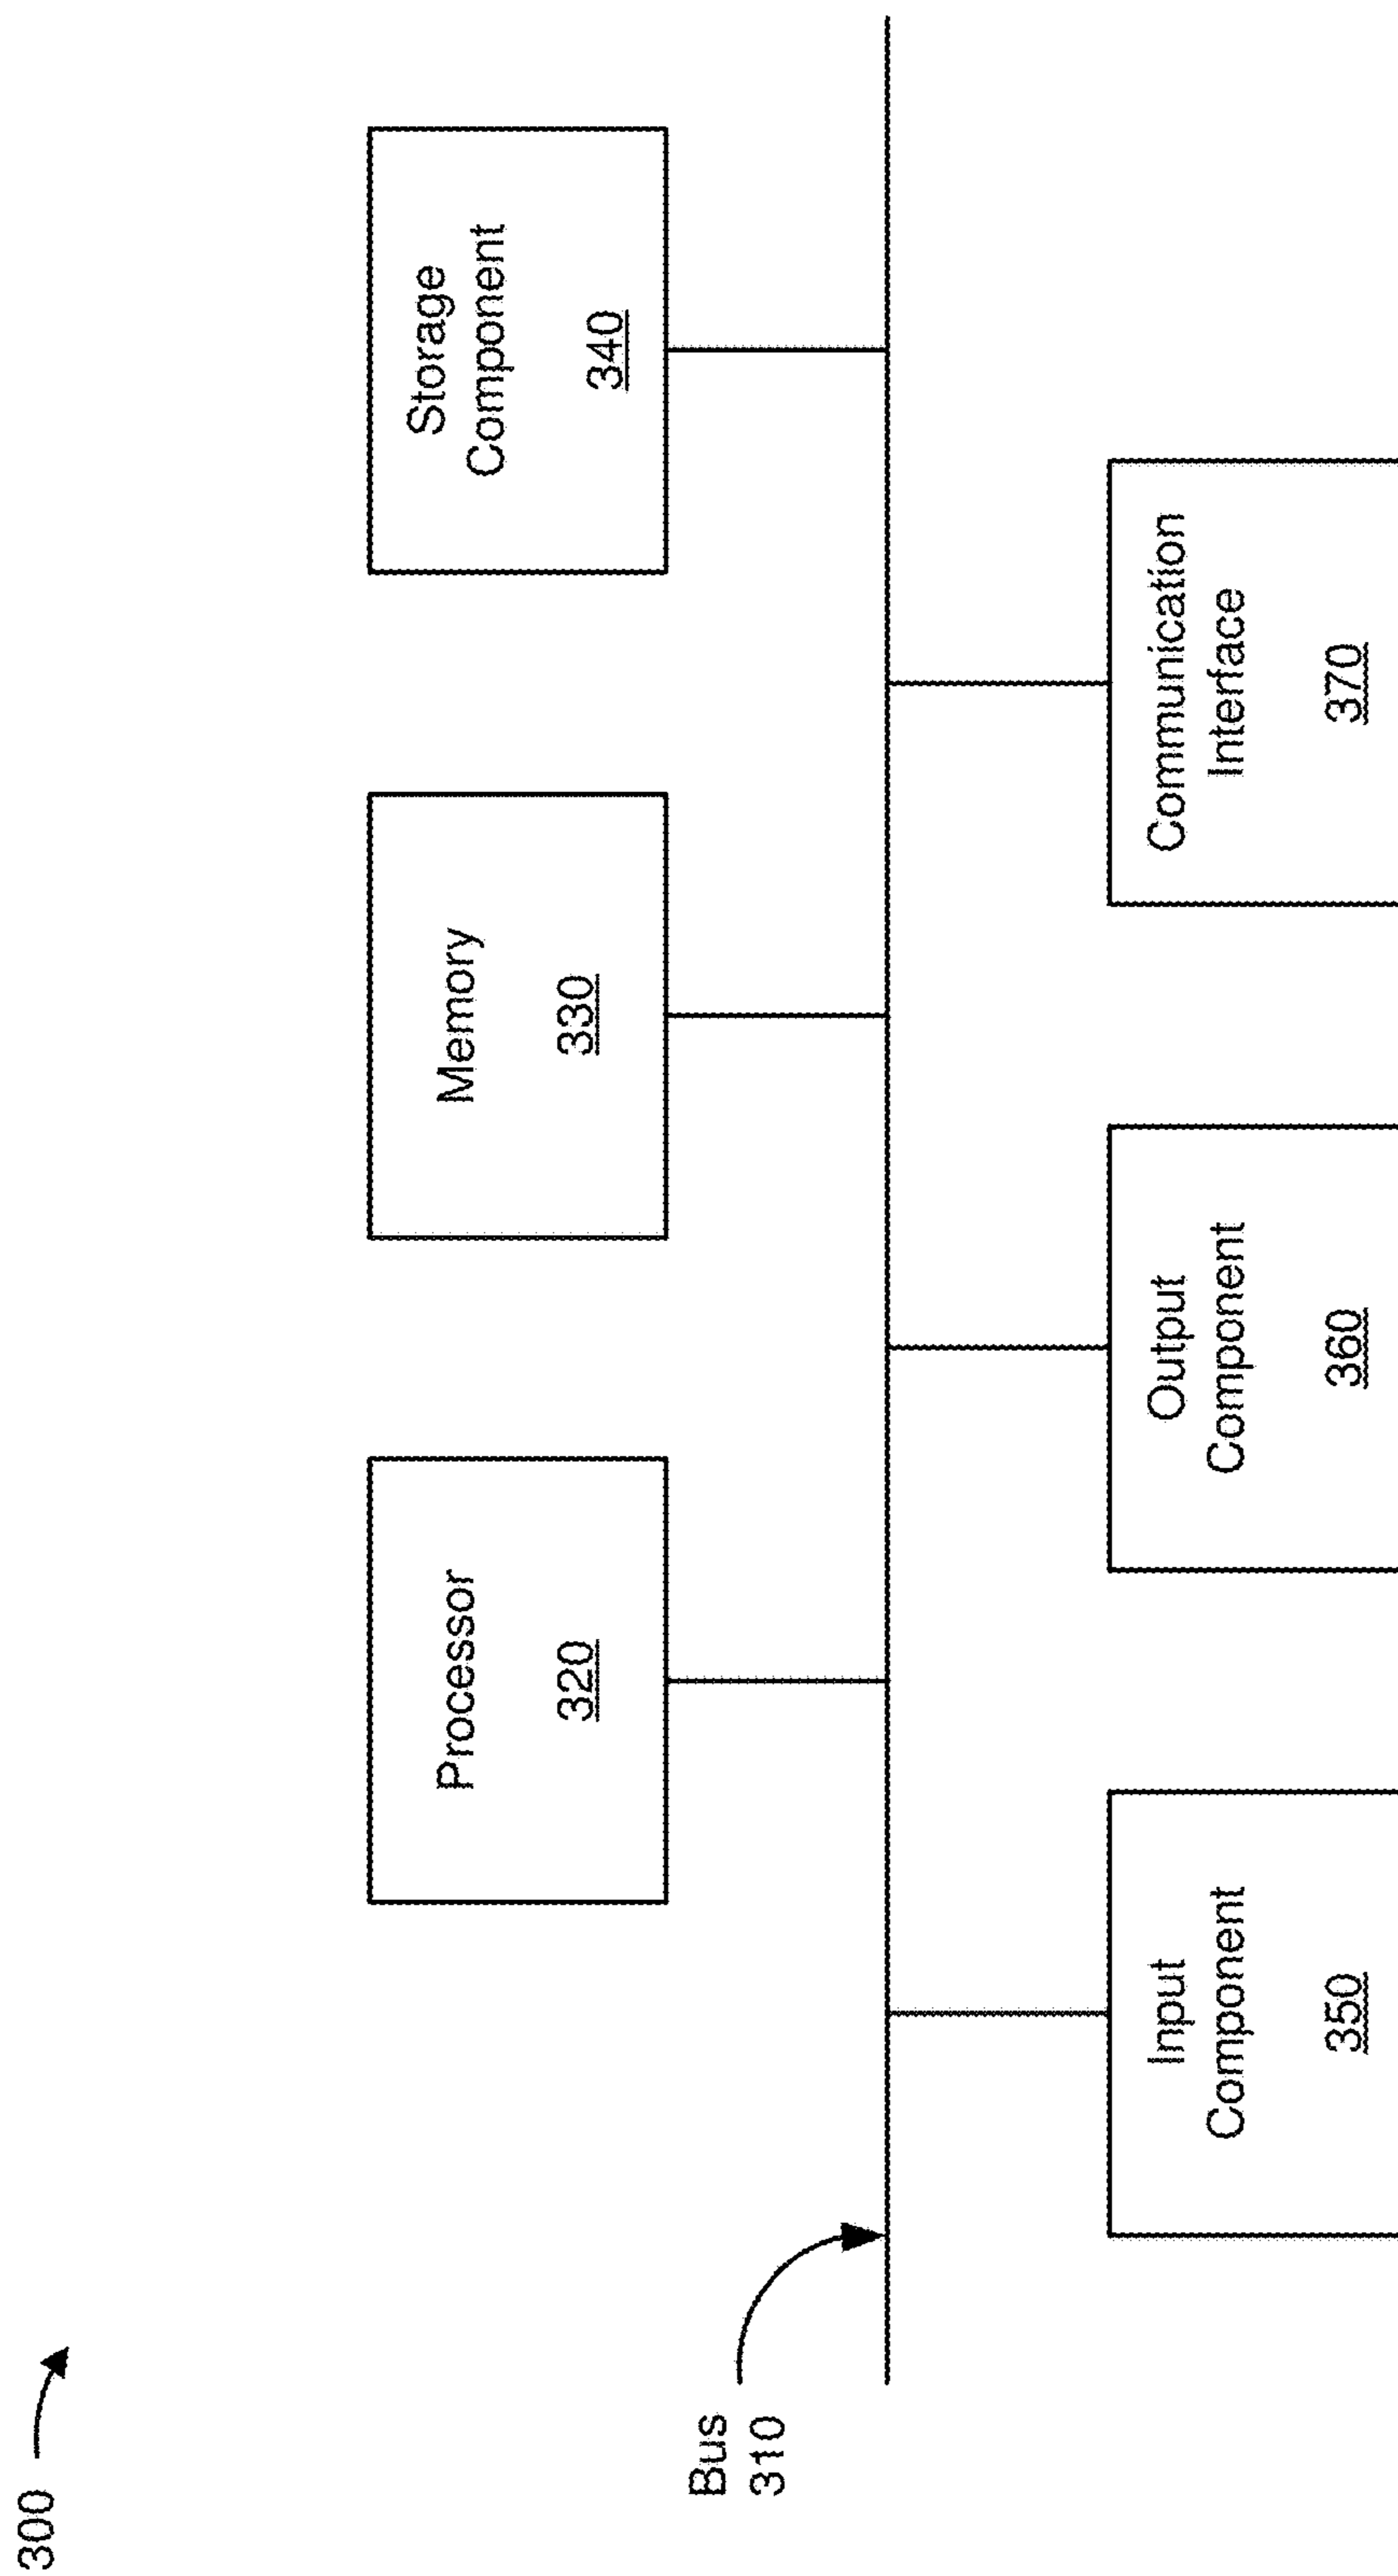 300
Processor
320
Memory
330
Storage
Component
340
Bus
310
Input
Component
350
Output
Component
360
Communication
Interface
370